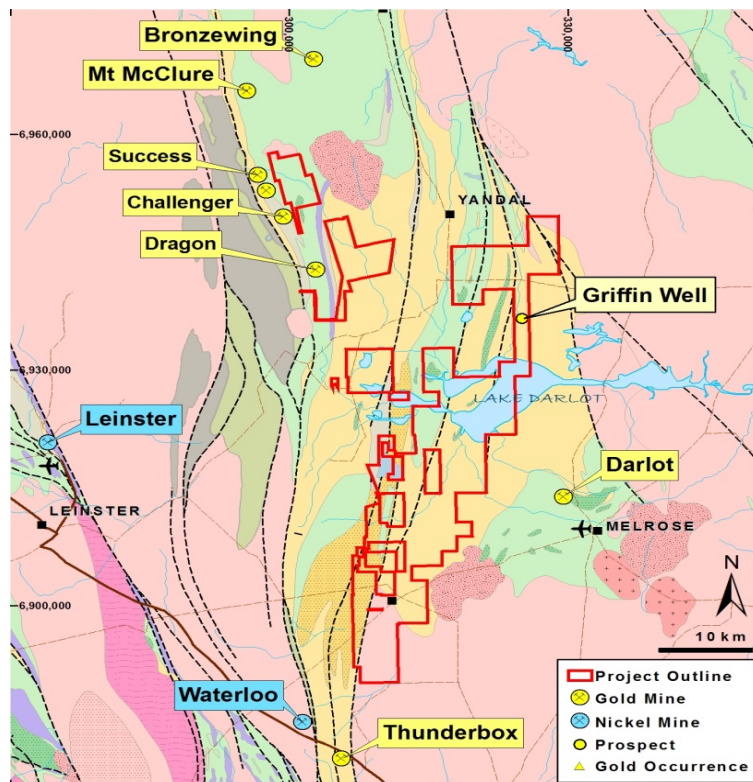 300,000
330,000
Bronzewing
Mt McClure
6,960,000
Success
Challenger
YANDAL
Dragon
Griffin Well
6,930,000
LAKE DARLOT
Leinster
Darlot
LEINSTER
MELROSE
6,900,000
N
10 km
Waterloo
Thunderbox
Project Outline
Gold Mine
Nickel Mine
Prospect
Gold Occurrence